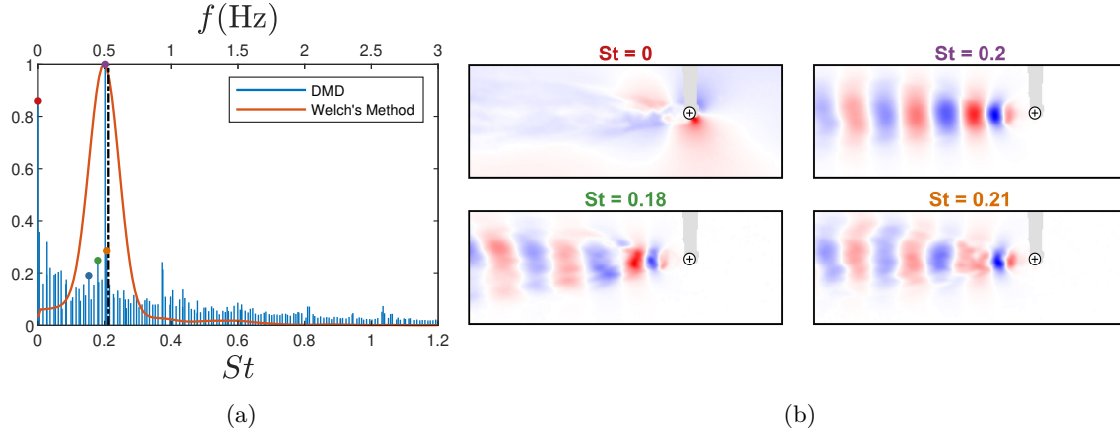 f(Hz)
0 0.5 1 1.5 2 2.5 3
1
0.8
0.6
0.4
0.2
0
DMD
Welch's Method
0 0.2 0.4 0.6 0.8 1 1.2
St
(a)
St = 0
St = 0.2
St = 0.18
St = 0.21
(b)